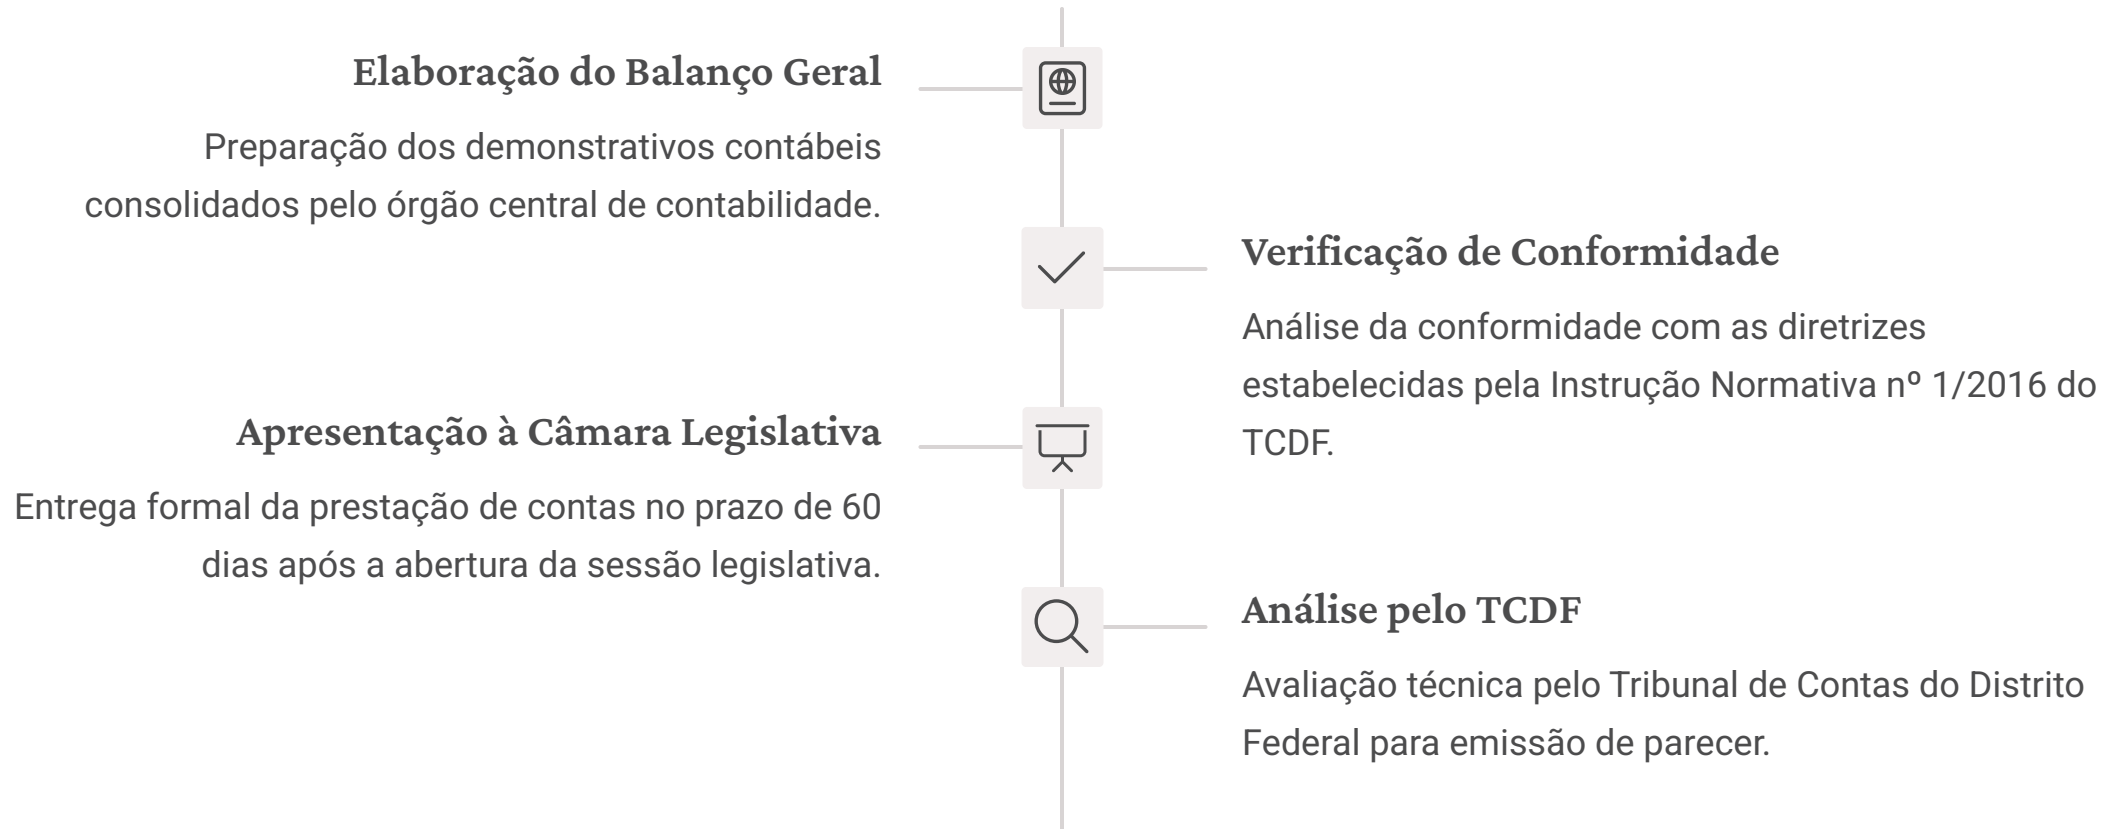 Elaboração do Balanço Geral
Preparação dos demonstrativos contábeis
consolidados pelo órgão central de contabilidade.
Verificação de Conformidade
Análise da conformidade com as diretrizes
estabelecidas pela Instrução Normativa nº 1/2016 do
TCDF.
Apresentação à Câmara Legislativa
Entrega formal da prestação de contas no prazo de 60
dias após a abertura da sessão legislativa.
Análise pelo TCDF
Avaliação técnica pelo Tribunal de Contas do Distrito
Federal para emissão de parecer.